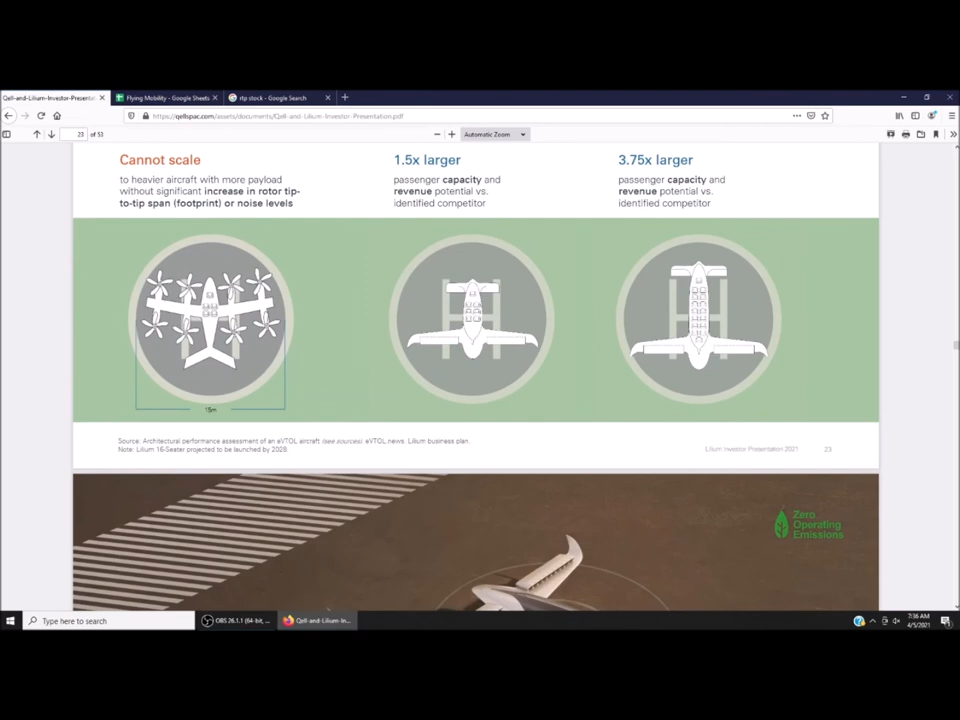 Qell-and-Lilium-Investor-Presenta
Flying Mobility - Google Sheets
rtp stock - Google Search
https://qellspac.com/assets/documents/Qell-and-Lilium-Investor-Presentation.pdf
23 of 53
Automatic Zoom
Cannot scale
to heavier aircraft with more payload
without significant increase in rotor tip-
to-tip span (footprint) or noise levels
1.5x larger
passenger capacity and
revenue potential vs.
identified competitor
3.75x larger
passenger capacity and
revenue potential vs.
identified competitor
15m
Source: Architectural performance assessment of an eVTOL aircraft (see sources). eVTOL.news. Lilium business plan.
Note: Lilium 16-Seater projected to be launched by 2028.
Lilium Investor Presentation 2021
23
Zero
Operating
Emissions
Type here to search
OBS 26.1.1 (64-bit, ...
Qell-and-Lilium-In...
7:36 AM
4/5/2021